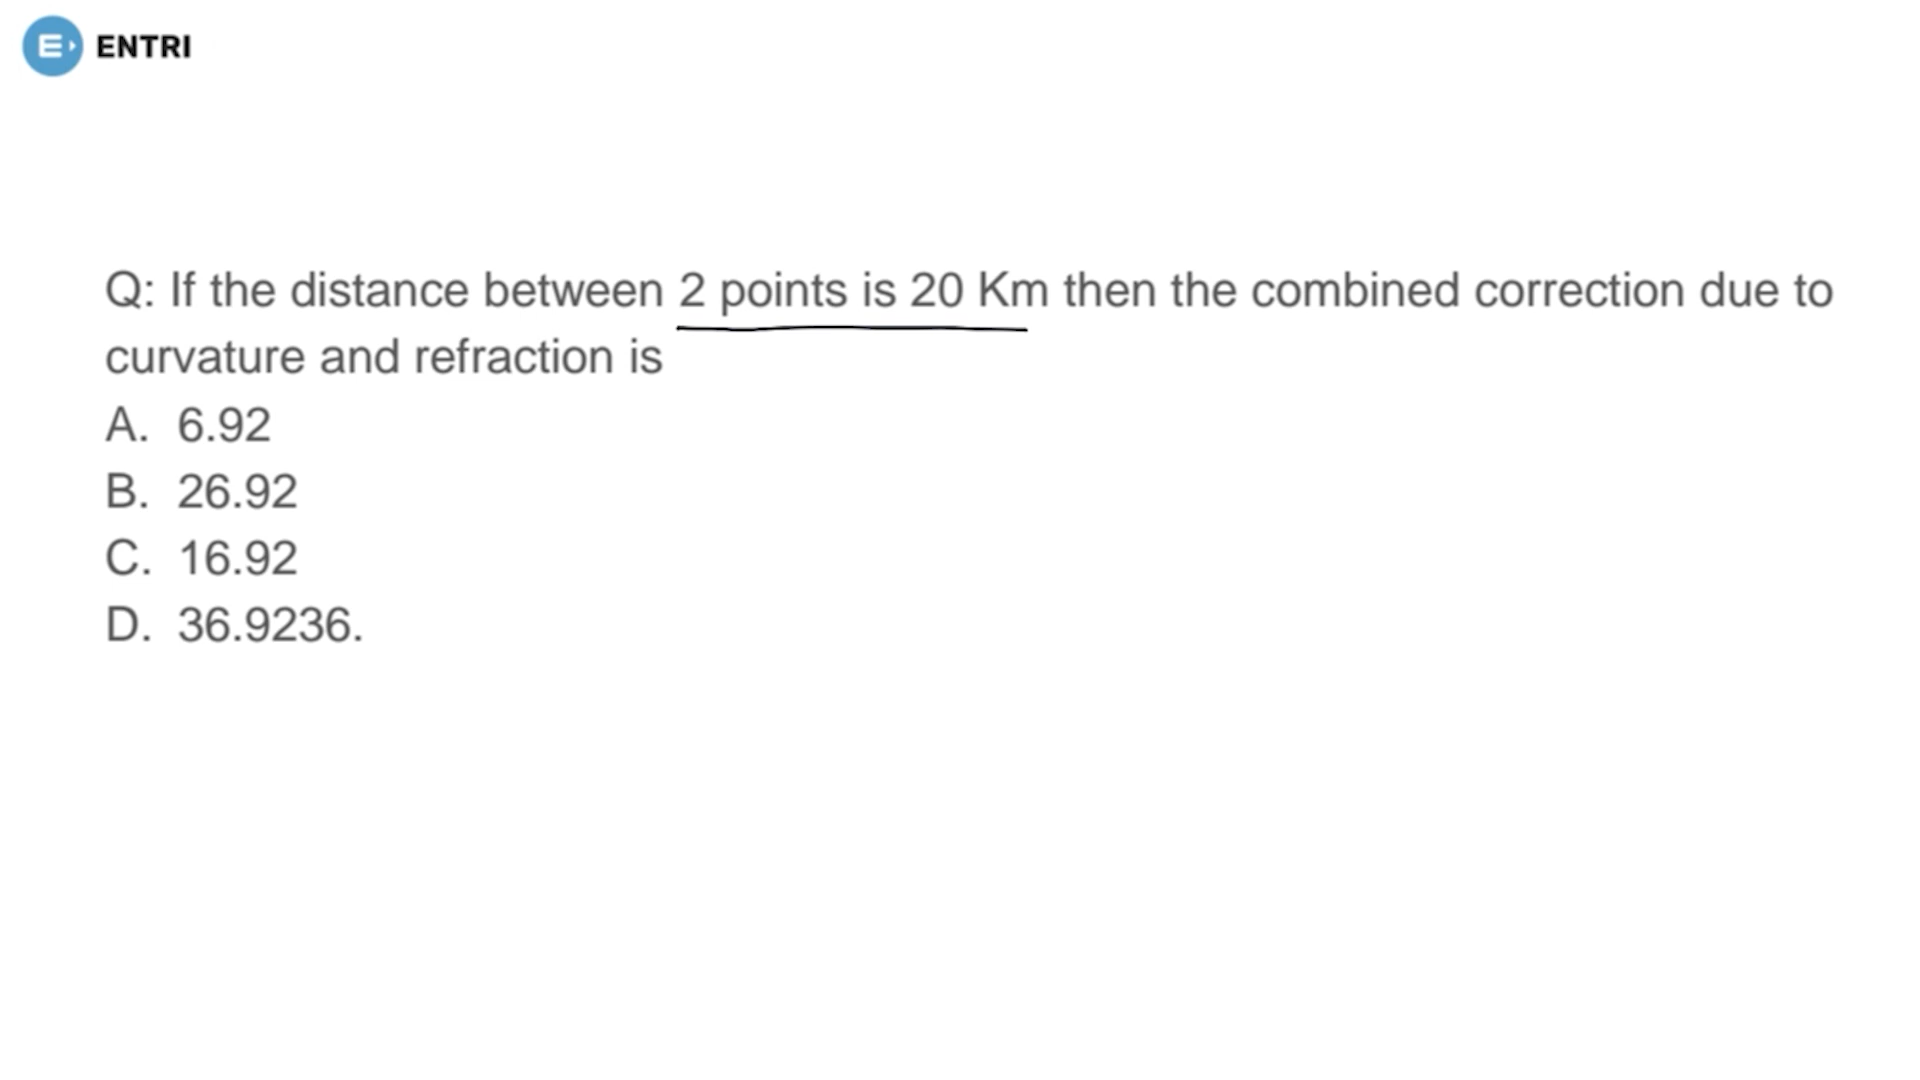 ENTRI
Q: If the distance between 2 points is 20 Km then the combined correction due to
curvature and refraction is
A. 6.92
B. 26.92
C. 16.92
D. 36.9236.